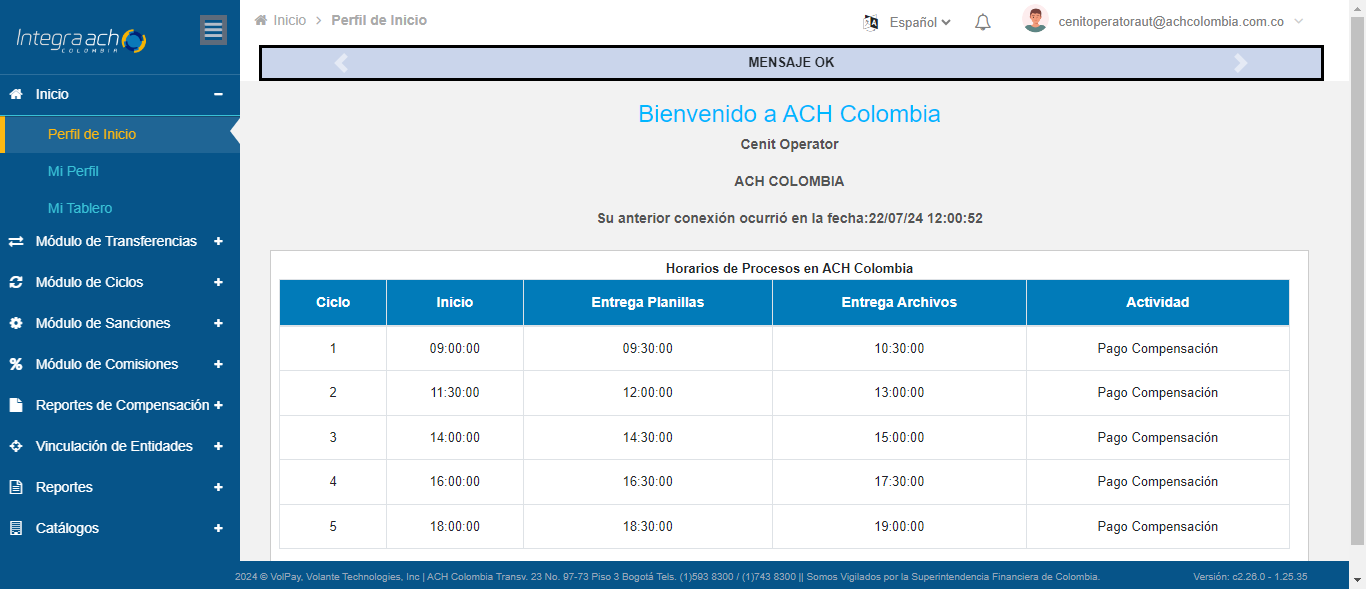 Integra ach
COLOMBIA
Inicio
Perfil de Inicio
Mi Perfil
Mi Tablero
Módulo de Transferencias
Módulo de Ciclos
Módulo de Sanciones
Módulo de Comisiones
Reportes de Compensación
Vinculación de Entidades
Reportes
Catálogos
Inicio > Perfil de Inicio
Español
cenitoperatoraut@achcolombia.com.co
MENSAJE OK
Bienvenido a ACH Colombia
Cenit Operator
ACH COLOMBIA
Su anterior conexión ocurrió en la fecha:22/07/24 12:00:52
Horarios de Procesos en ACH Colombia
Ciclo Inicio Entrega Planillas Entrega Archivos Actividad
1 09:00:00 09:30:00 10:30:00 Pago Compensación
2 11:30:00 12:00:00 13:00:00 Pago Compensación
3 14:00:00 14:30:00 15:00:00 Pago Compensación
4 16:00:00 16:30:00 17:30:00 Pago Compensación
5 18:00:00 18:30:00 19:00:00 Pago Compensación
2024 © VolPay, Volante Technologies, Inc | ACH Colombia Transv. 23 No. 97-73 Piso 3 Bogotá Tels. (1)593 8300 / (1)743 8300 || Somos Vigilados por la Superintendencia Financiera de Colombia.
Versión: c2.26.0 - 1.25.35